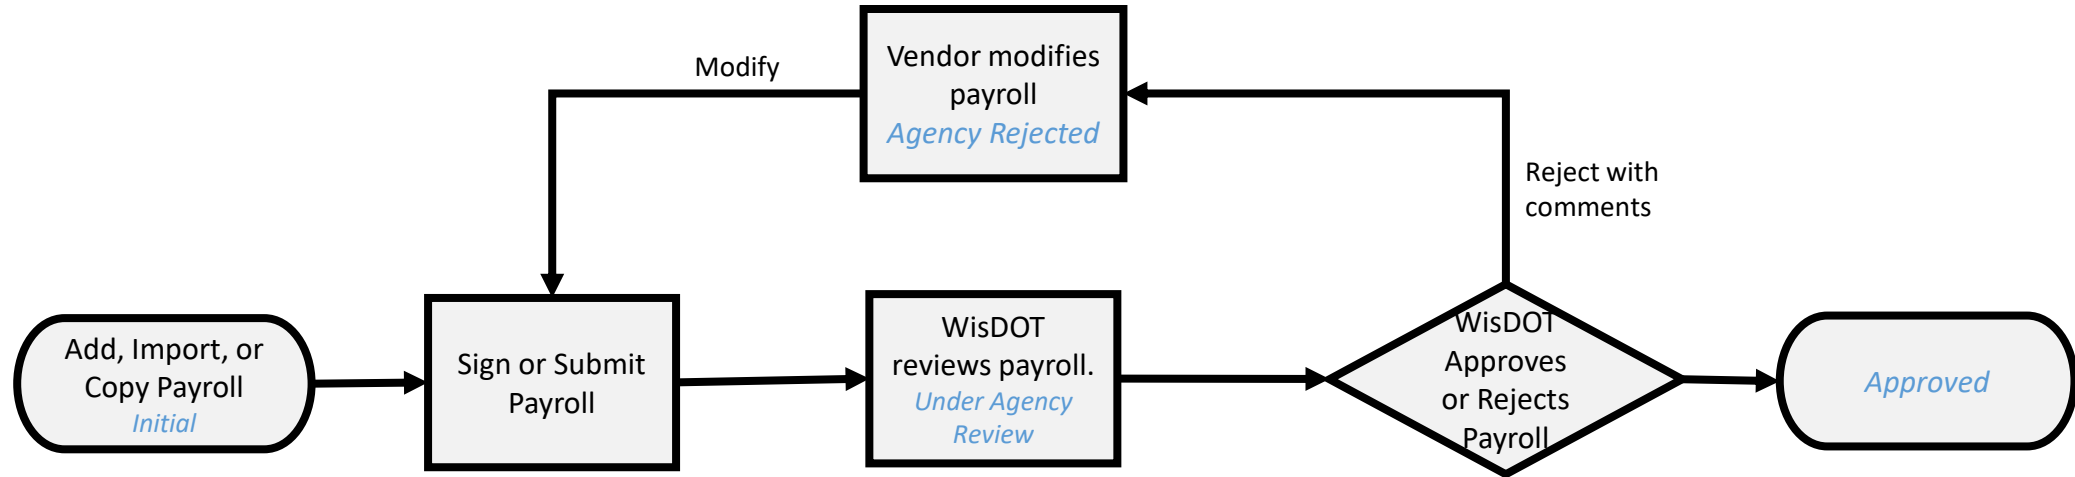 Vendor modifies
payroll
Agency Rejected
Modify
Reject with
comments
Add, Import, or
Copy Payroll
Initial
Sign or Submit
Payroll
WisDOT
reviews payroll.
Under Agency
Review
WisDOT
Approves
or Rejects
Payroll
Approved